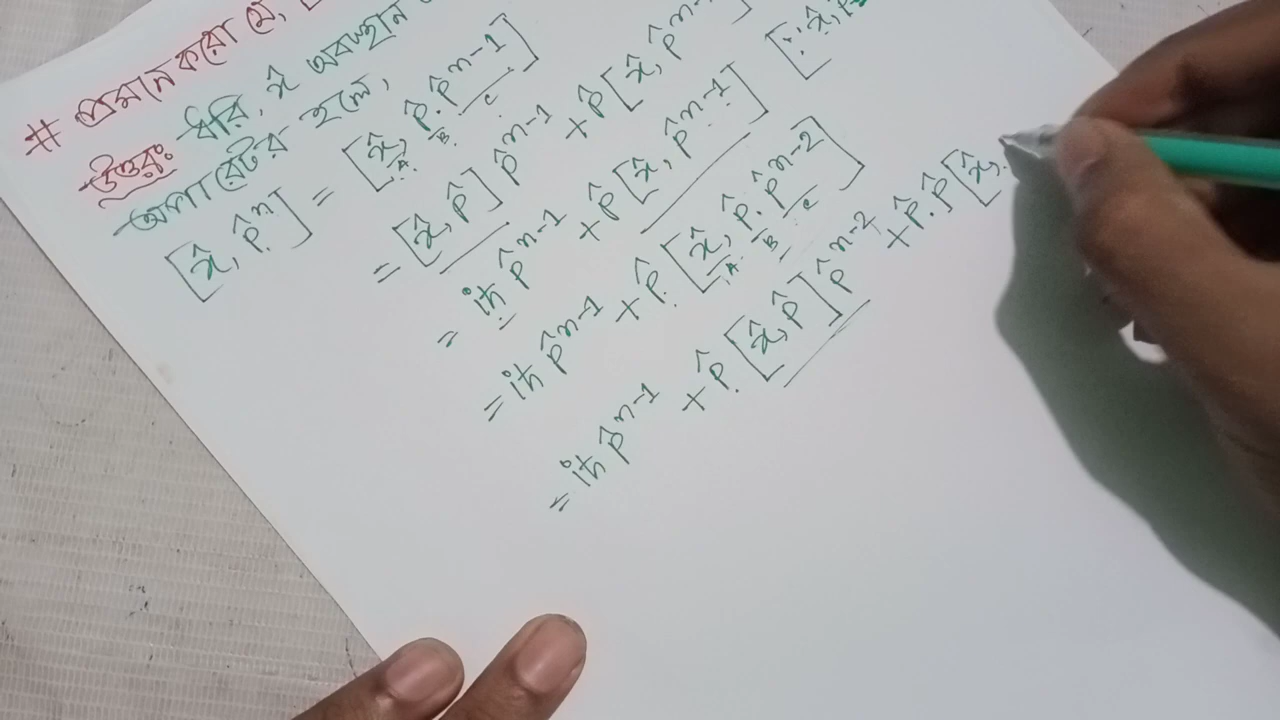 # প্রমান করো যে,
উত্তরঃ ধরি, x̂ অবস্থান
অপারেটর হলে,
[x̂, p̂ⁿ] = [x̂, p̂.p̂ⁿ⁻¹]
A B C
= [x̂, p̂] p̂ⁿ⁻¹ + p̂ [x̂, p̂ⁿ⁻
= iħ p̂ⁿ⁻¹ + p̂ [x̂, p̂ⁿ⁻¹] [∵ x̂, p̂
= iħ p̂ⁿ⁻¹ + p̂. [x̂, p̂.p̂ⁿ⁻²]
A B C
= iħ p̂ⁿ⁻¹ + p̂. [x̂, p̂] p̂ⁿ⁻² + p̂.p̂ [x̂,